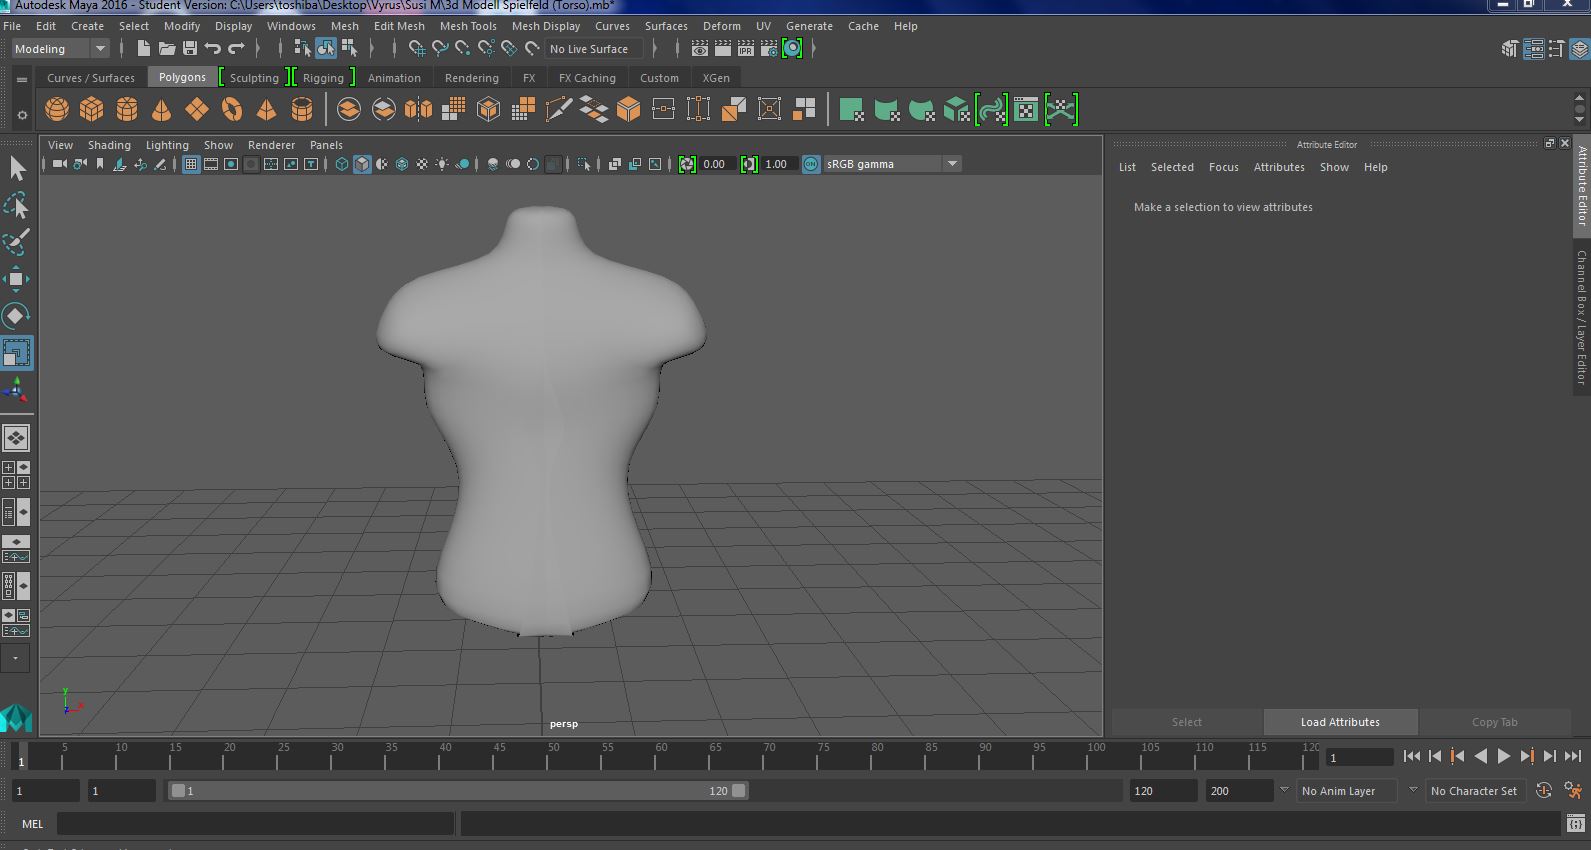 Autodesk Maya 2016 - Student Version: C:\Users\toshiba\Desktop\Vyrus\Susi M\3d Modell Spielfeld (Torso).mb*
File Edit Create Select Modify Display Windows Mesh Edit Mesh Mesh Tools Mesh Display Curves Surfaces Deform UV Generate Cache Help
Modeling No Live Surface IPR
Curves / Surfaces Polygons Sculpting Rigging Animation Rendering FX FX Caching Custom XGen
View Shading Lighting Show Renderer Panels
0.00 1.00 ON sRGB gamma
Attribute Editor
List Selected Focus Attributes Show Help
Make a selection to view attributes
Attribute Editor
Channel Box / Layer Editor
y
x
z
persp
Select Load Attributes Copy Tab
5 10 15 20 25 30 35 40 45 50 55 60 65 70 75 80 85 90 95 100 105 110 115 120
1 1
1 1 1 120 120 200 No Anim Layer No Character Set
MEL